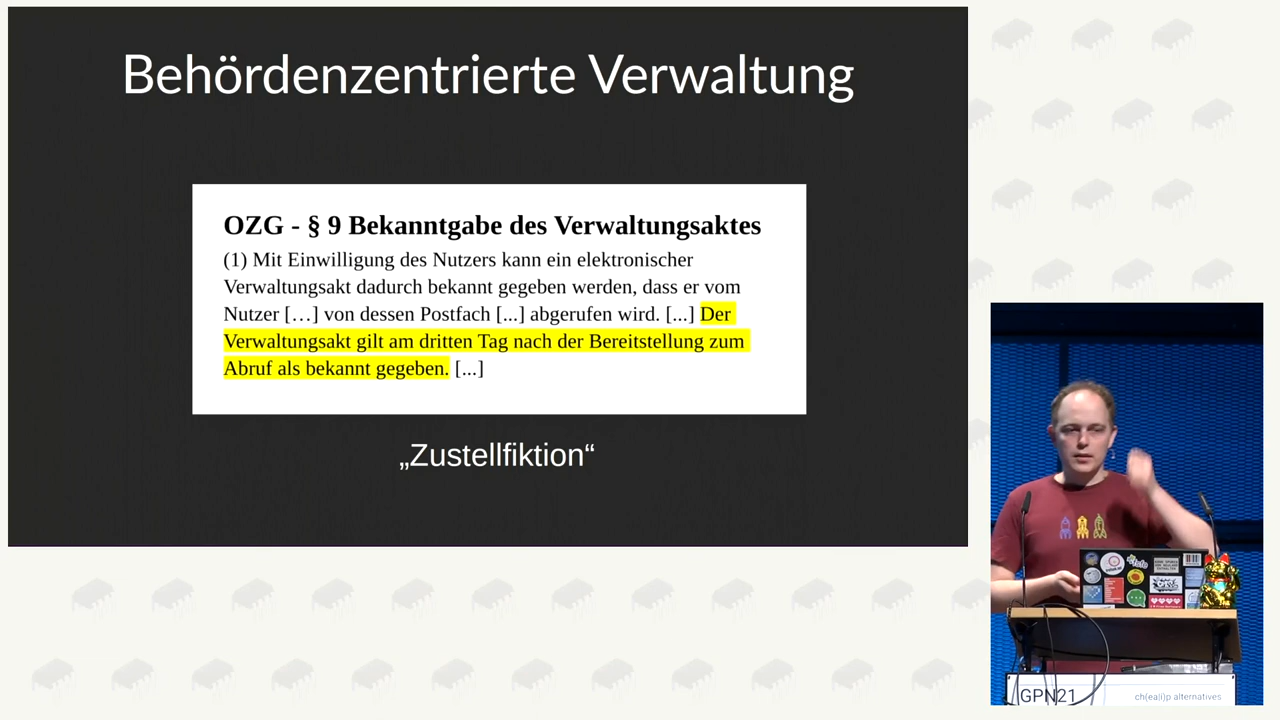 Behördenzentrierte Verwaltung
OZG - § 9 Bekanntgabe des Verwaltungsaktes
(1) Mit Einwilligung des Nutzers kann ein elektronischer
Verwaltungsakt dadurch bekannt gegeben werden, dass er vom
Nutzer […] von dessen Postfach [...] abgerufen wird. [...] Der
Verwaltungsakt gilt am dritten Tag nach der Bereitstellung zum
Abruf als bekannt gegeben. [...]
„Zustellfiktion“
GPN21
ch(ea|i)p alternatives